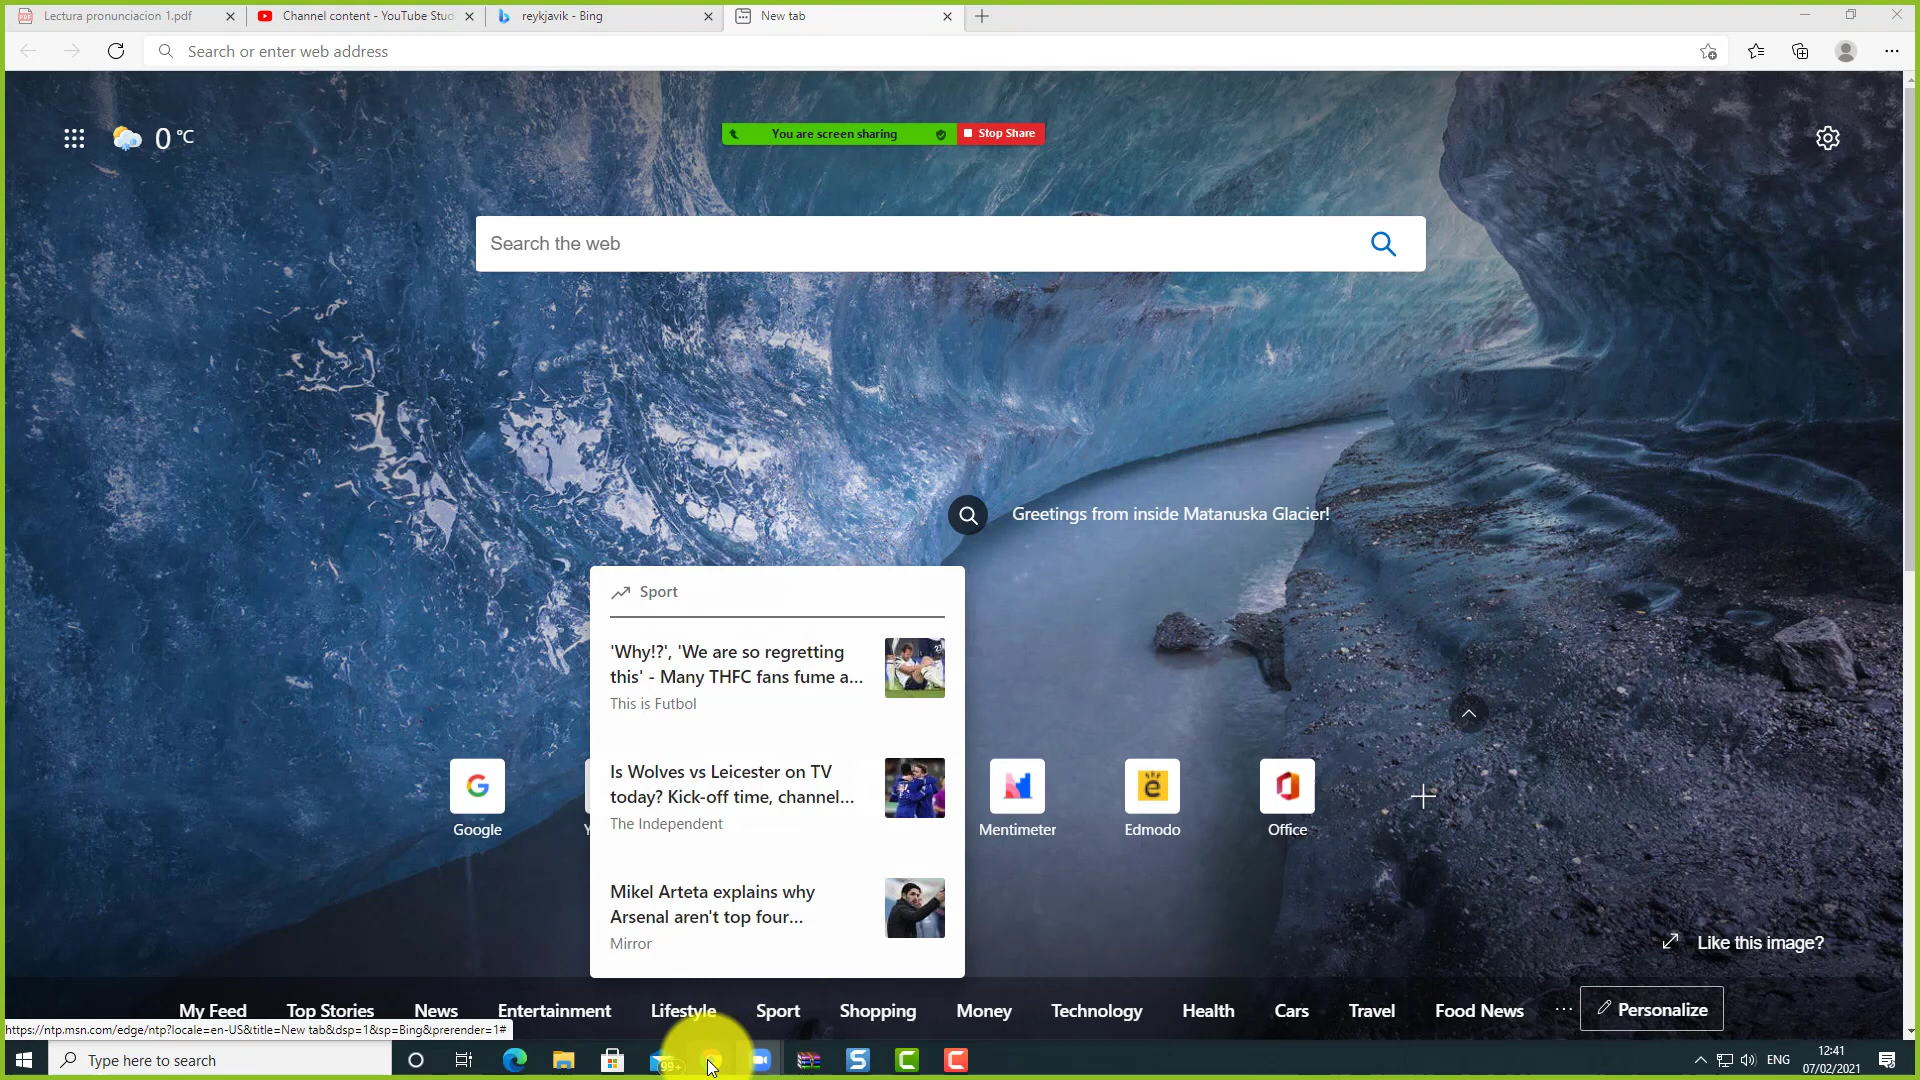 Lectura pronunciacion 1.pdf
Channel content - YouTube Stud
reykjavik - Bing
New tab
Search or enter web address
0 °C
You are screen sharing
Stop Share
Search the web
Greetings from inside Matanuska Glacier!
Sport
'Why!?', 'We are so regretting
this' - Many THFC fans fume a...
This is Futbol
Is Wolves vs Leicester on TV
today? Kick-off time, channel...
The Independent
Mikel Arteta explains why
Arsenal aren't top four...
Mirror
Google
Y
Mentimeter
Edmodo
Office
Like this image?
My Feed
Top Stories
News
Entertainment
Lifestyle
Sport
Shopping
Money
Technology
Health
Cars
Travel
Food News
Personalize
https://ntp.msn.com/edge/ntp?locale=en-US&title=New tab&dsp=1&sp=Bing&prerender=1#
Type here to search
99+
ENG
12:41
07/02/2021